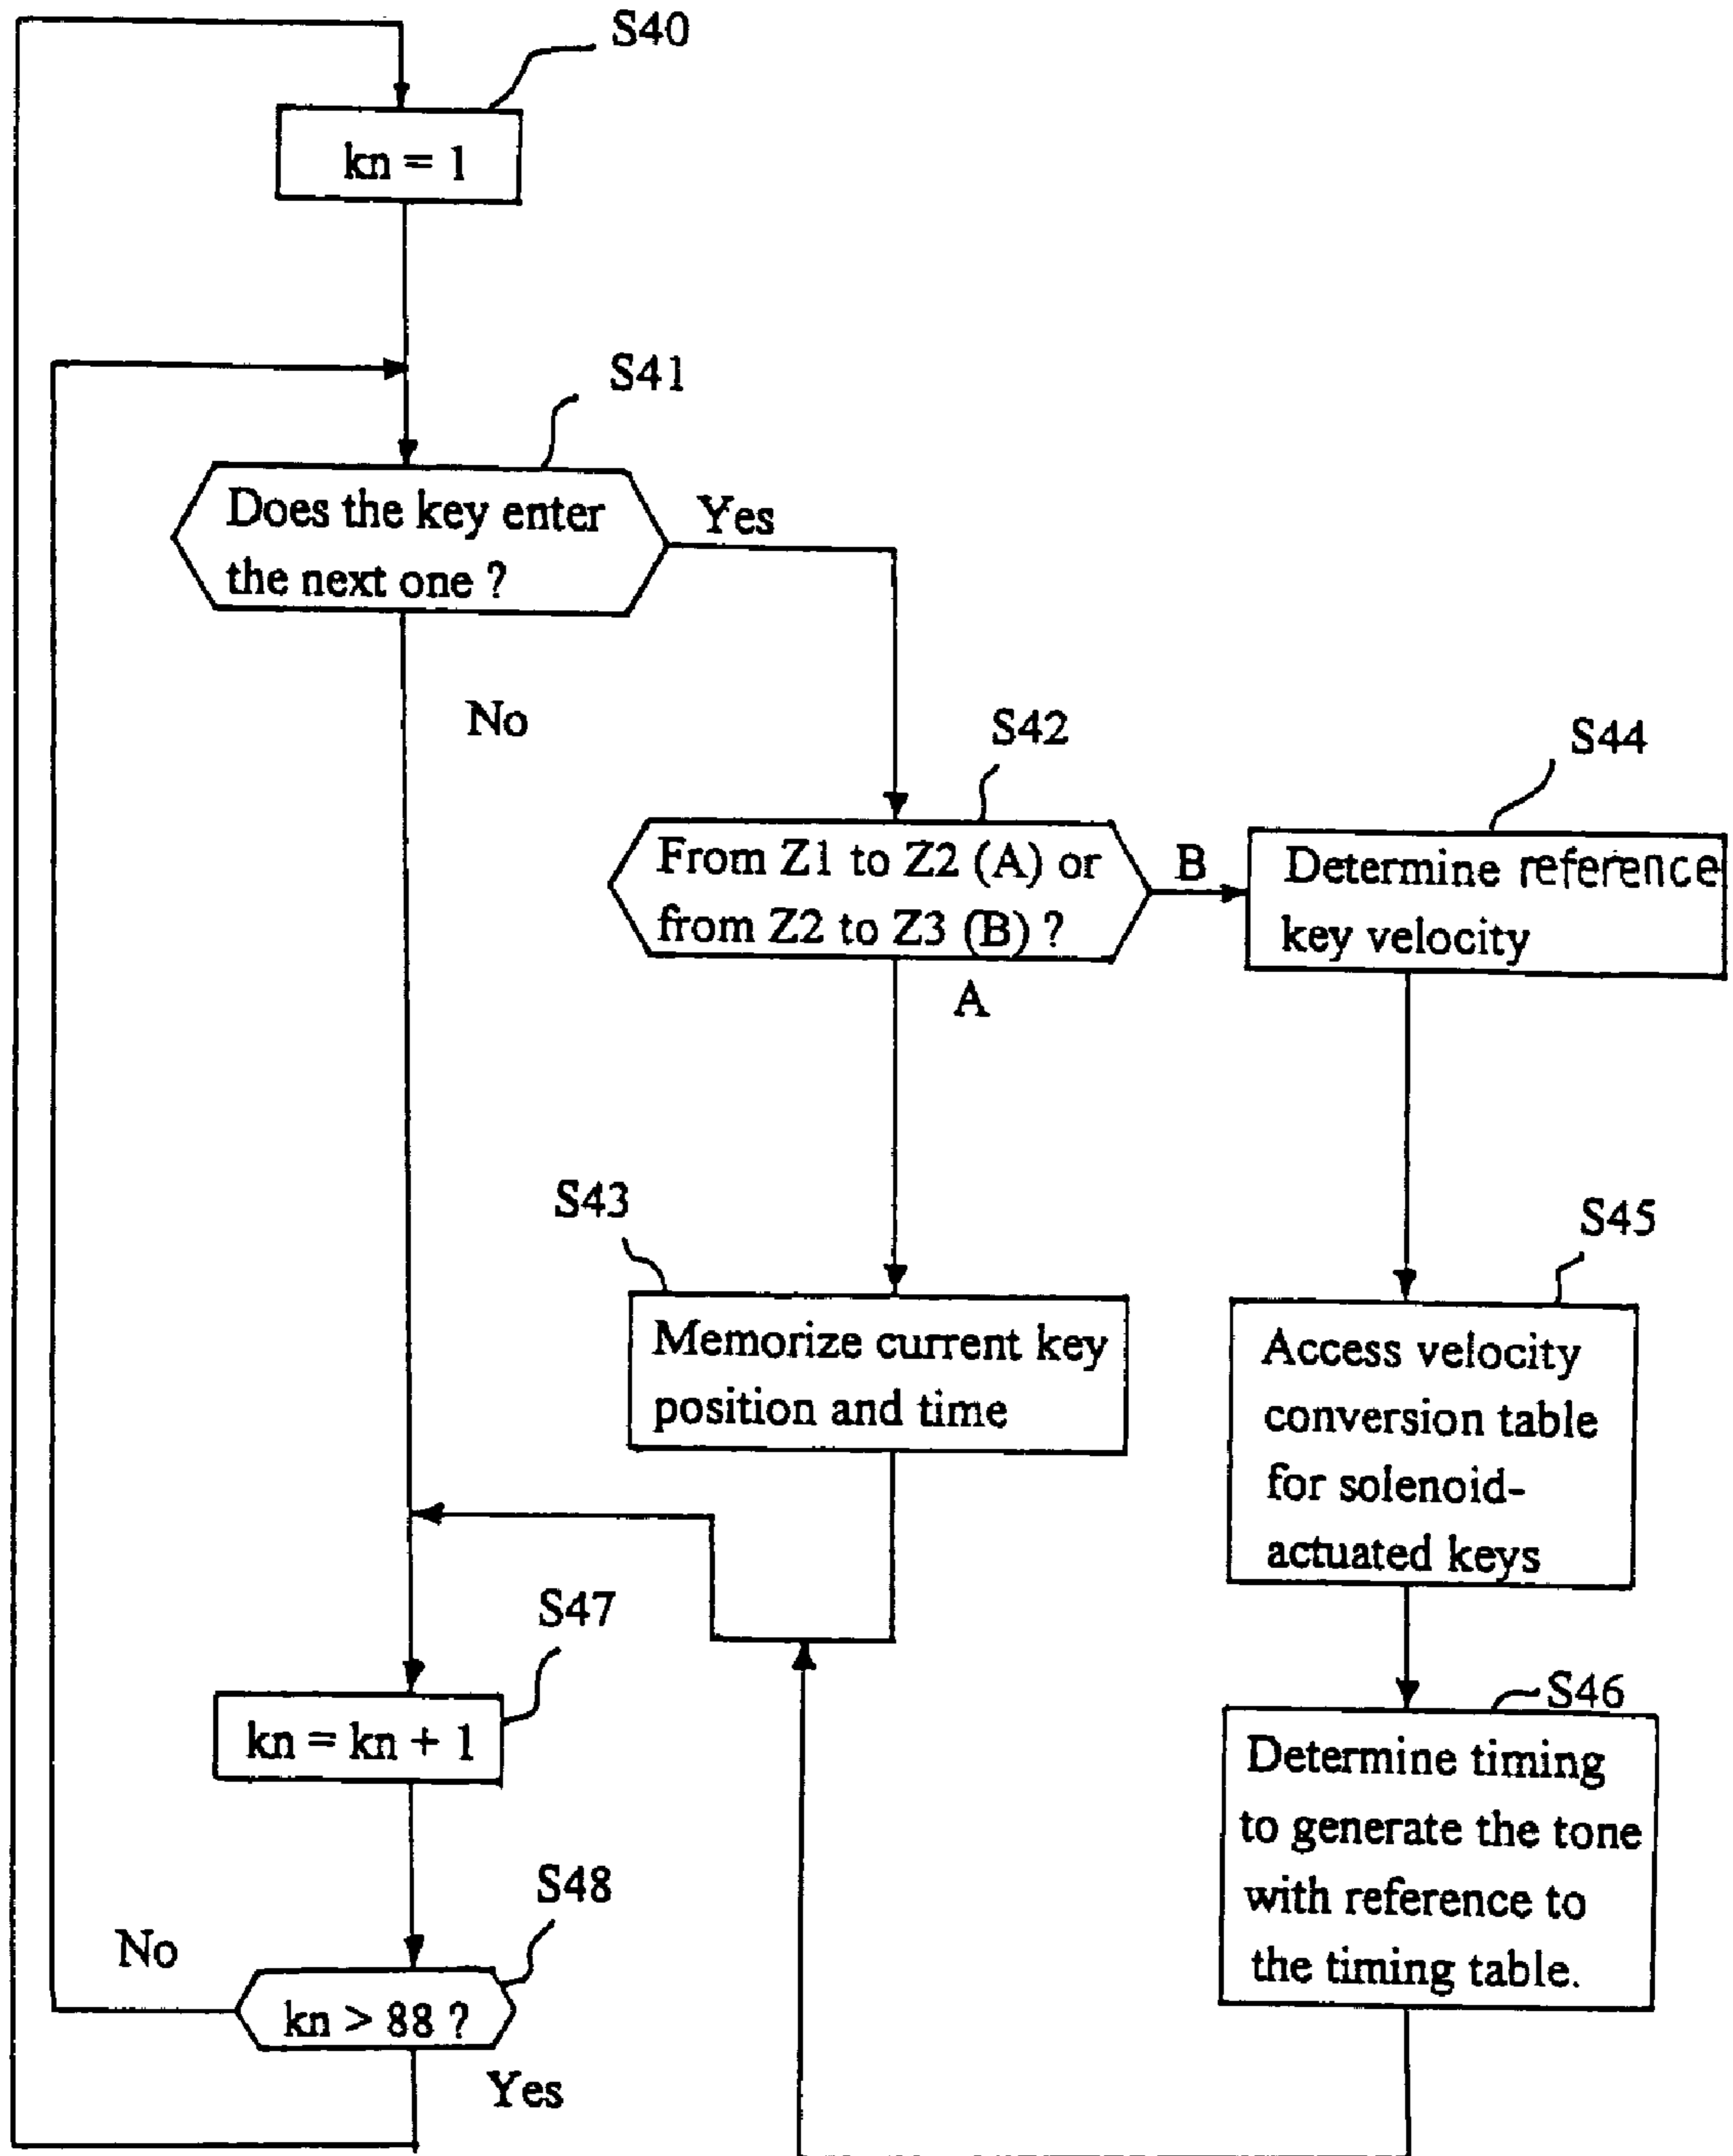 S40
kn = 1
S41
Does the key enter
the next one ?
Yes
No
S42
From Z1 to Z2 (A) or
from Z2 to Z3 (B) ?
B
A
S44
Determine reference
key velocity
S43
Memorize current key
position and time
S45
Access velocity
conversion table
for solenoid-
actuated keys
S47
kn = kn + 1
S46
Determine timing
to generate the tone
with reference to
the timing table.
S48
kn > 88 ?
No
Yes